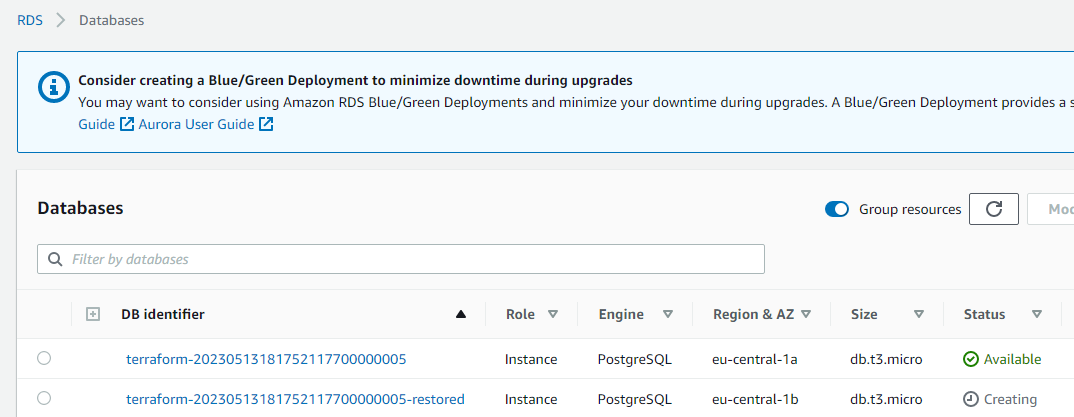 RDS > Databases
Consider creating a Blue/Green Deployment to minimize downtime during upgrades
You may want to consider using Amazon RDS Blue/Green Deployments and minimize your downtime during upgrades. A Blue/Green Deployment provides a s
Guide Aurora User Guide
Databases
Group resources
Mod
Filter by databases
DB identifier Role Engine Region & AZ Size Status
terraform-20230513181752117700000005 Instance PostgreSQL eu-central-1a db.t3.micro Available
terraform-20230513181752117700000005-restored Instance PostgreSQL eu-central-1b db.t3.micro Creating